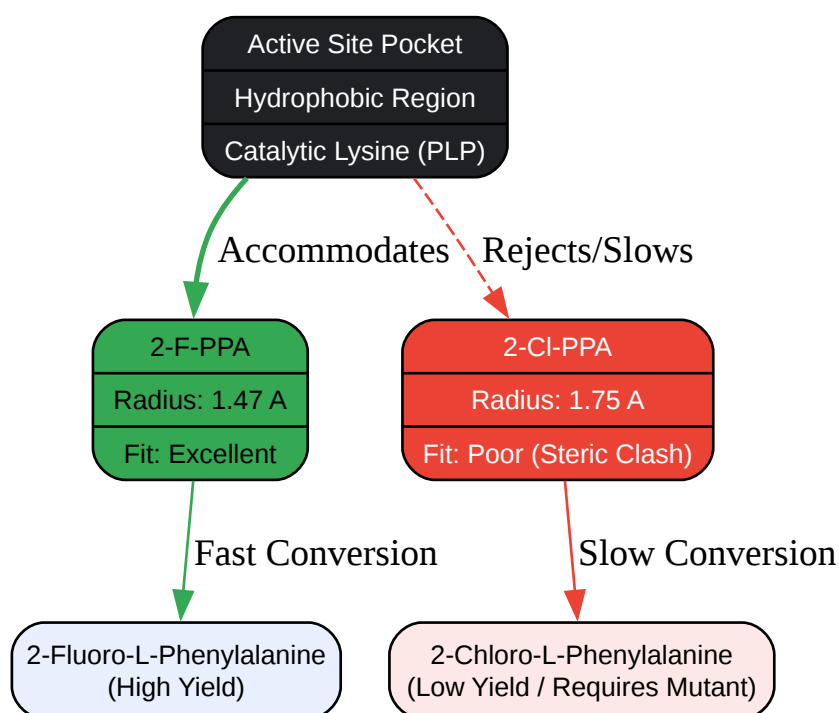 Active Site Pocket
Hydrophobic Region
Catalytic Lysine (PLP)
Accommodates
Rejects/Slows
2-F-PPA
Radius: 1.47 A
Fit: Excellent
2-Cl-PPA
Radius: 1.75 A
Fit: Poor (Steric Clash)
Fast Conversion
Slow Conversion
2-Fluoro-L-Phenylalanine
(High Yield)
2-Chloro-L-Phenylalanine
(Low Yield / Requires Mutant)